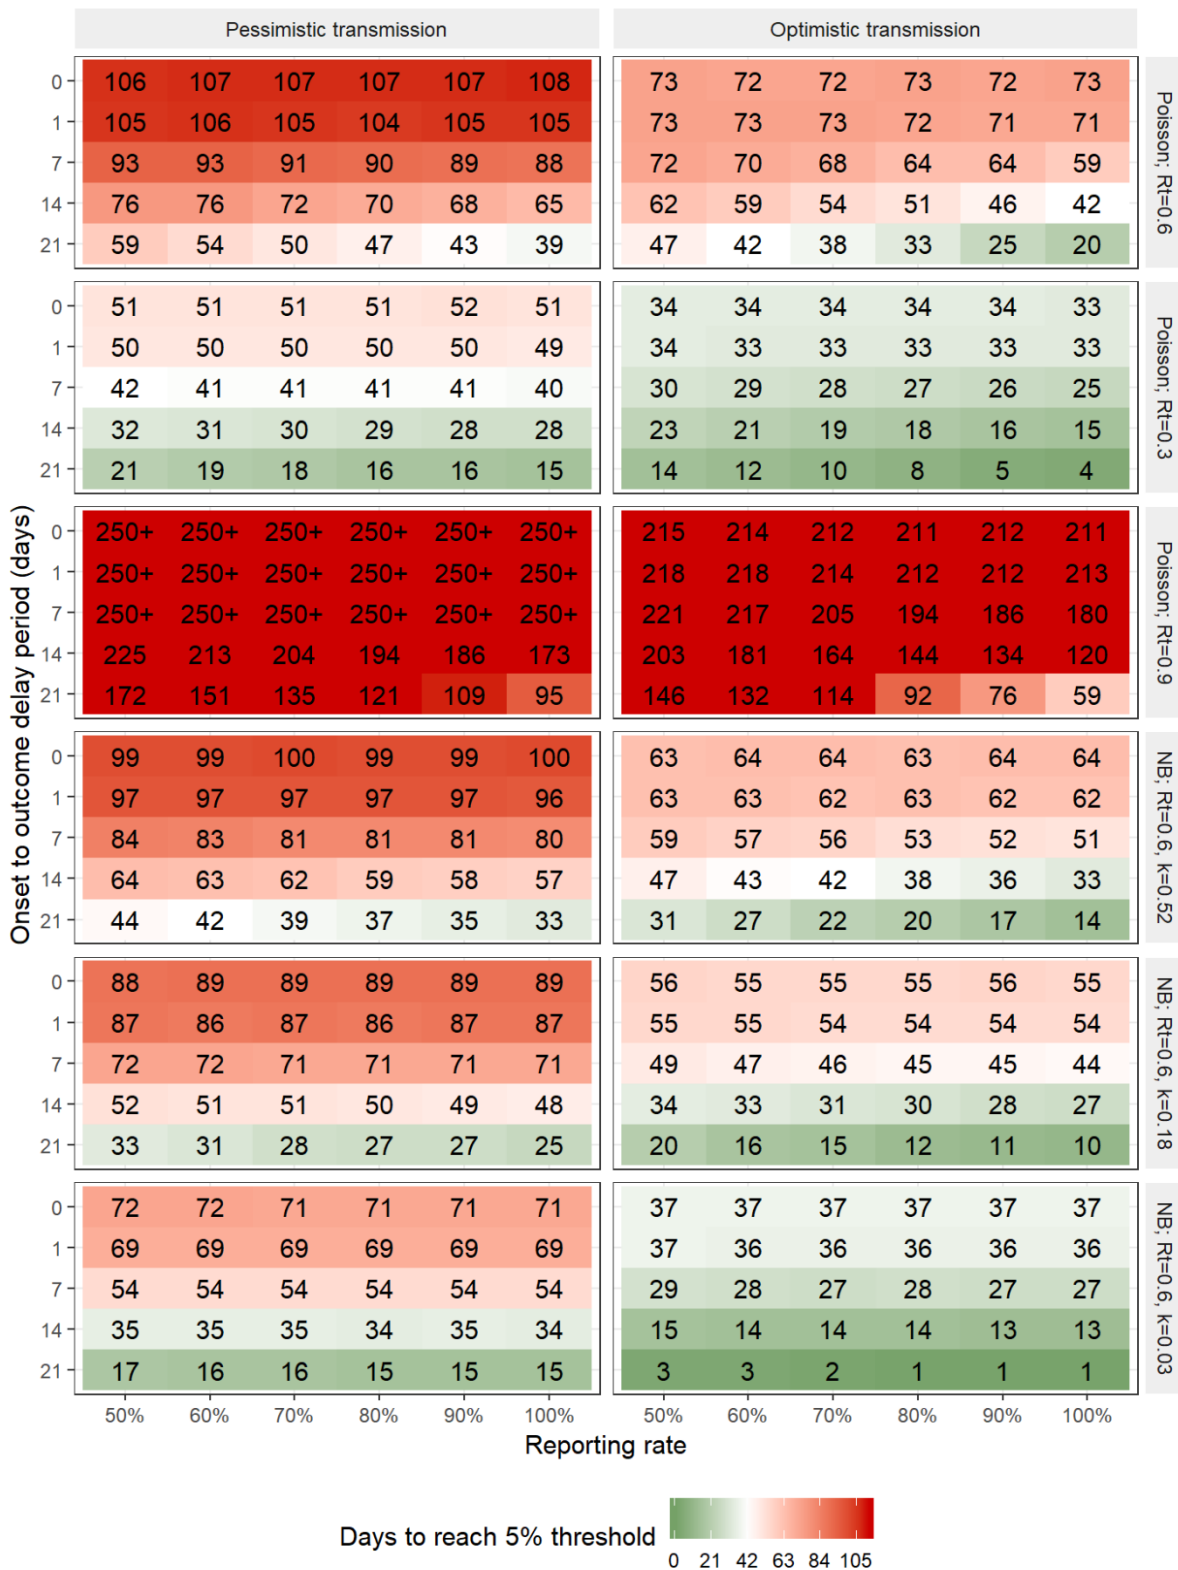 Pessimistic transmission Optimistic transmission
0 106 107 107 107 107 108 73 72 72 73 72 73
1 105 106 105 104 105 105 73 73 73 72 71 71
7 93 93 91 90 89 88 72 70 68 64 64 59
14 76 76 72 70 68 65 62 59 54 51 46 42
21 59 54 50 47 43 39 47 42 38 33 25 20
Poisson; Rt=0.6
0 51 51 51 51 52 51 34 34 34 34 34 33
1 50 50 50 50 50 49 34 33 33 33 33 33
7 42 41 41 41 41 40 30 29 28 27 26 25
14 32 31 30 29 28 28 23 21 19 18 16 15
21 21 19 18 16 16 15 14 12 10 8 5 4
Poisson; Rt=0.3
0 250+ 250+ 250+ 250+ 250+ 250+ 215 214 212 211 212 211
1 250+ 250+ 250+ 250+ 250+ 250+ 218 218 214 212 212 213
7 250+ 250+ 250+ 250+ 250+ 250+ 221 217 205 194 186 180
14 225 213 204 194 186 173 203 181 164 144 134 120
21 172 151 135 121 109 95 146 132 114 92 76 59
Poisson; Rt=0.9
0 99 99 100 99 99 100 63 64 64 63 64 64
1 97 97 97 97 97 96 63 63 62 63 62 62
7 84 83 81 81 81 80 59 57 56 53 52 51
14 64 63 62 59 58 57 47 43 42 38 36 33
21 44 42 39 37 35 33 31 27 22 20 17 14
NB; Rt=0.6, k=0.52
0 88 89 89 89 89 89 56 55 55 55 56 55
1 87 86 87 86 87 87 55 55 54 54 54 54
7 72 72 71 71 71 71 49 47 46 45 45 44
14 52 51 51 50 49 48 34 33 31 30 28 27
21 33 31 28 27 27 25 20 16 15 12 11 10
NB; Rt=0.6, k=0.18
0 72 72 71 71 71 71 37 37 37 37 37 37
1 69 69 69 69 69 69 37 36 36 36 36 36
7 54 54 54 54 54 54 29 28 27 28 27 27
14 35 35 35 34 35 34 15 14 14 14 13 13
21 17 16 16 15 15 15 3 3 2 1 1 1
NB; Rt=0.6, k=0.03
50% 60% 70% 80% 90% 100% 50% 60% 70% 80% 90% 100%
Onset to outcome delay period (days)
Reporting rate
Days to reach 5% threshold
0 21 42 63 84 105